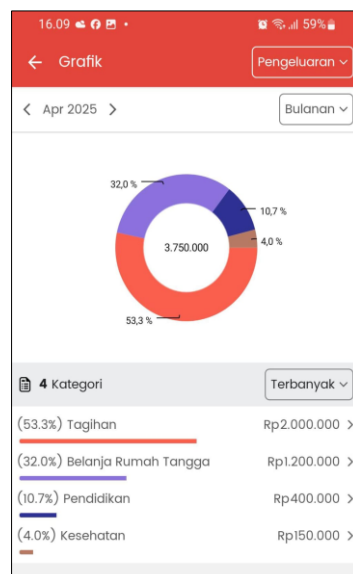 16.09
59%
Grafik
Pengeluaran
Apr 2025
Bulanan
32,0 %
10,7 %
3.750.000
4,0 %
53,3 %
4 Kategori
Terbanyak
(53.3%) Tagihan Rp2.000.000
(32.0%) Belanja Rumah Tangga Rp1.200.000
(10.7%) Pendidikan Rp400.000
(4.0%) Kesehatan Rp150.000